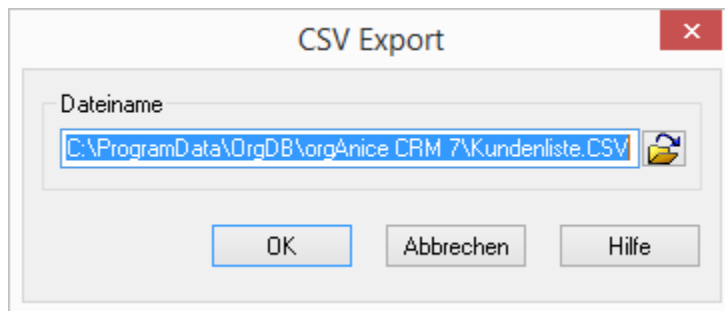 CSV Export
Dateiname
C:\ProgramData\OrgDB\orgAnice CRM 7\Kundenliste.CSV
OK Abbrechen Hilfe